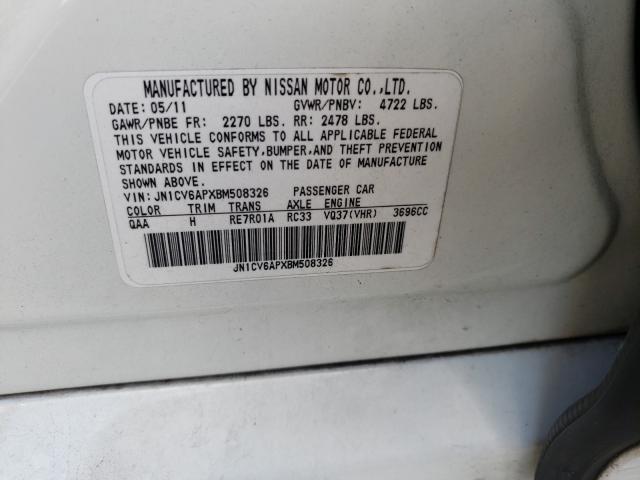 MANUFACTURED BY NISSAN MOTOR CO.,LTD.
DATE: 05/11 GVWR/PNBV: 4722 LBS.
GAWR/PNBE FR: 2270 LBS. RR: 2478 LBS.
THIS VEHICLE CONFORMS TO ALL APPLICABLE FEDERAL
MOTOR VEHICLE SAFETY,BUMPER,AND THEFT PREVENTION
STANDARDS IN EFFECT ON THE DATE OF MANUFACTURE
SHOWN ABOVE.
VIN: JN1CV6APXBM508326 PASSENGER CAR
COLOR TRIM TRANS AXLE ENGINE
QAA H RE7R01A RC33 VQ37(VHR) 3696CC
JN1CV6APXBM508326